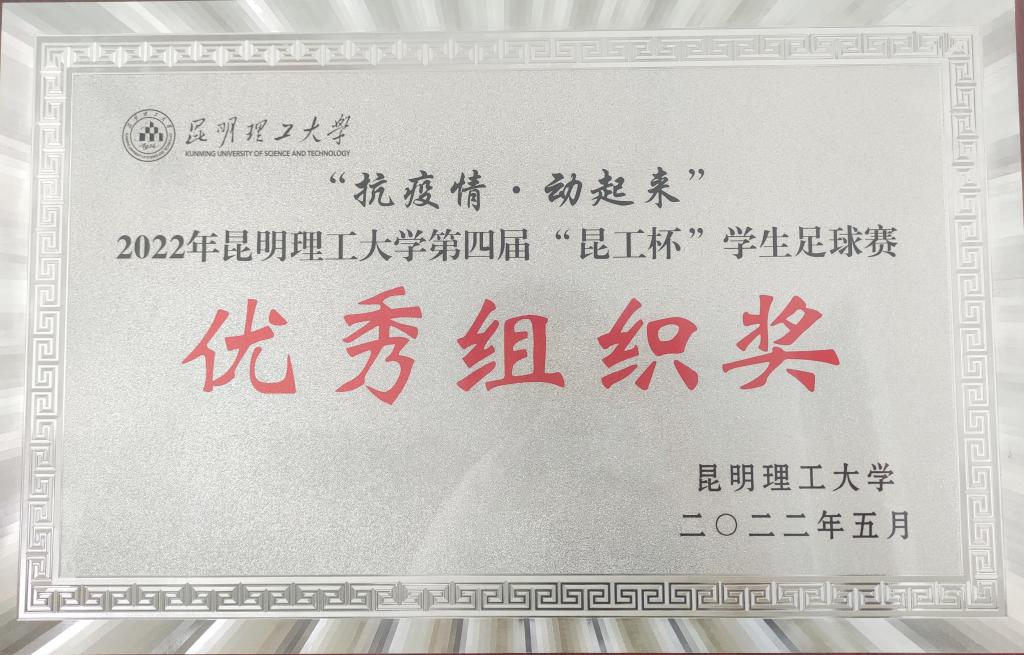 昆明理工大学
KUNMING UNIVERSITY OF SCIENCE AND TECHNOLOGY
“抗疫情·动起来”
2022年昆明理工大学第四届“昆工杯”学生足球赛
优秀组织奖
昆明理工大学
二〇二二年五月